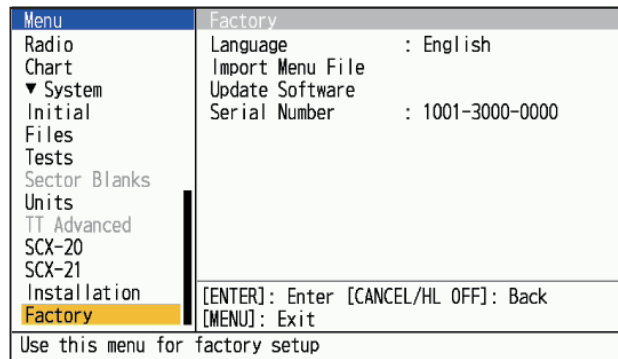 Menu
Radio
Chart
▼ System
Initial
Files
Tests
Sector Blanks
Units
TT Advanced
SCX-20
SCX-21
Installation
Factory
Factory
Language : English
Import Menu File
Update Software
Serial Number : 1001-3000-0000
[ENTER]: Enter [CANCEL/HL OFF]: Back
[MENU]: Exit
Use this menu for factory setup